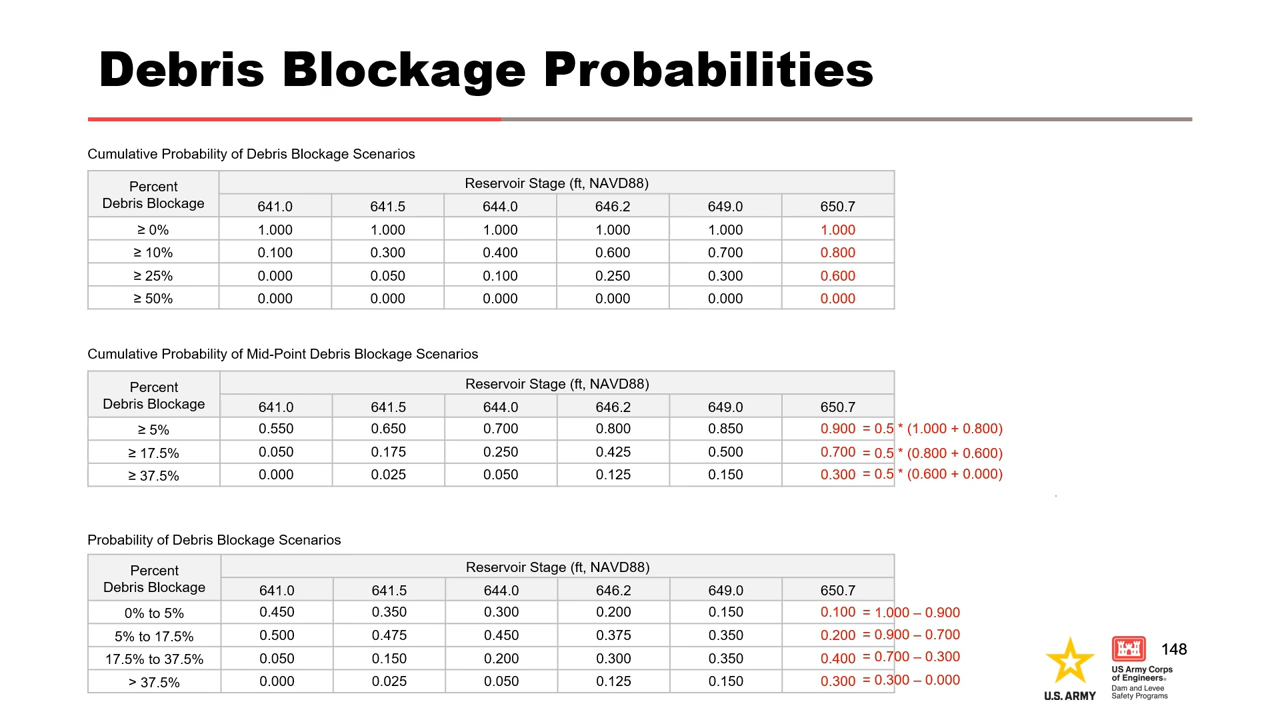 Debris Blockage Probabilities
Cumulative Probability of Debris Blockage Scenarios
Percent Debris Blockage | Reservoir Stage (ft, NAVD88)
641.0 641.5 644.0 646.2 649.0 650.7
≥ 0% 1.000 1.000 1.000 1.000 1.000 1.000
≥ 10% 0.100 0.300 0.400 0.600 0.700 0.800
≥ 25% 0.000 0.050 0.100 0.250 0.300 0.600
≥ 50% 0.000 0.000 0.000 0.000 0.000 0.000
Cumulative Probability of Mid-Point Debris Blockage Scenarios
Percent Debris Blockage | Reservoir Stage (ft, NAVD88)
641.0 641.5 644.0 646.2 649.0 650.7
≥ 5% 0.550 0.650 0.700 0.800 0.850 0.900 = 0.5 * (1.000 + 0.800)
≥ 17.5% 0.050 0.175 0.250 0.425 0.500 0.700 = 0.5 * (0.800 + 0.600)
≥ 37.5% 0.000 0.025 0.050 0.125 0.150 0.300 = 0.5 * (0.600 + 0.000)
Probability of Debris Blockage Scenarios
Percent Debris Blockage | Reservoir Stage (ft, NAVD88)
641.0 641.5 644.0 646.2 649.0 650.7
0% to 5% 0.450 0.350 0.300 0.200 0.150 0.100 = 1.000 – 0.900
5% to 17.5% 0.500 0.475 0.450 0.375 0.350 0.200 = 0.900 – 0.700
17.5% to 37.5% 0.050 0.150 0.200 0.300 0.350 0.400 = 0.700 – 0.300
> 37.5% 0.000 0.025 0.050 0.125 0.150 0.300 = 0.300 – 0.000
148
U.S. ARMY
US Army Corps
of Engineers®
Dam and Levee
Safety Programs